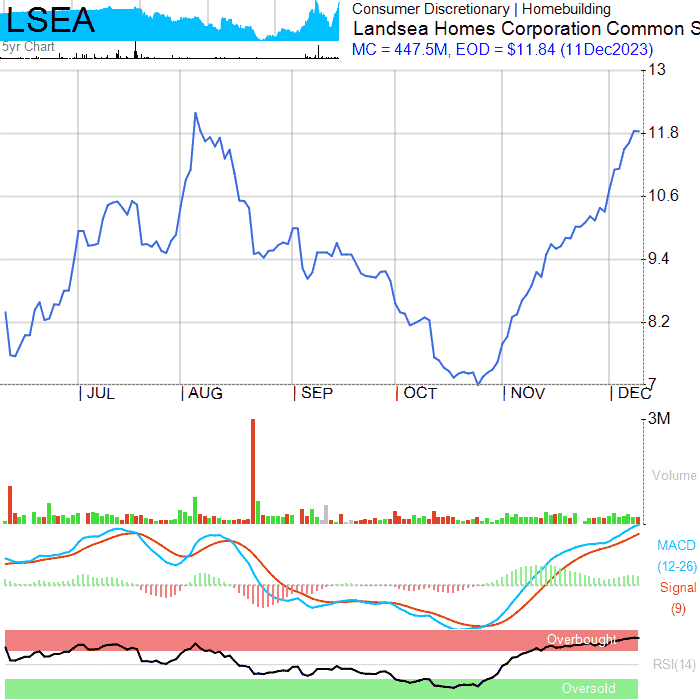 LSEA
5yr Chart
Consumer Discretionary | Homebuilding
Landsea Homes Corporation Common S
MC = 447.5M, EOD = $11.84 (11Dec2023)
13
11.8
10.6
9.4
8.2
7
JUL AUG SEP OCT NOV DEC
3M
Volume
MACD
(12-26)
Signal
(9)
Overbought
RSI(14)
Oversold